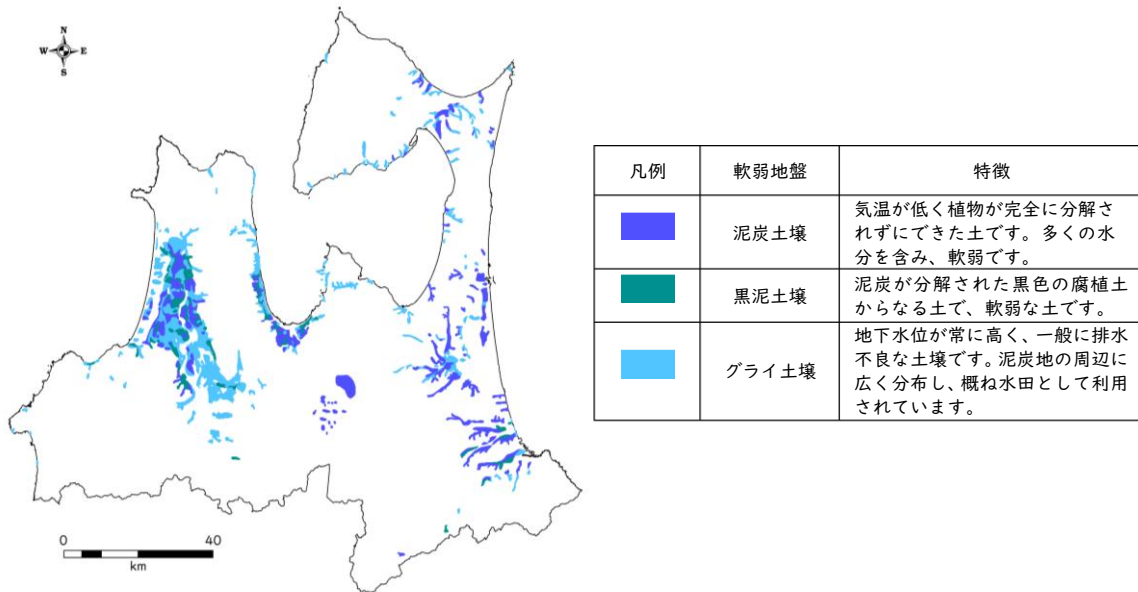 N
W E
S
0 40
km
凡例 軟弱地盤 特徴
泥炭土壌
気温が低く植物が完全に分解さ
れずにできた土です。多くの水
分を含み、軟弱です。
黒泥土壌
泥炭が分解された黒色の腐植土
からなる土で、軟弱な土です。
グライ土壌
地下水位が常に高く、一般に排水
不良な土壌です。泥炭地の周辺に
広く分布し、概ね水田として利用
されています。